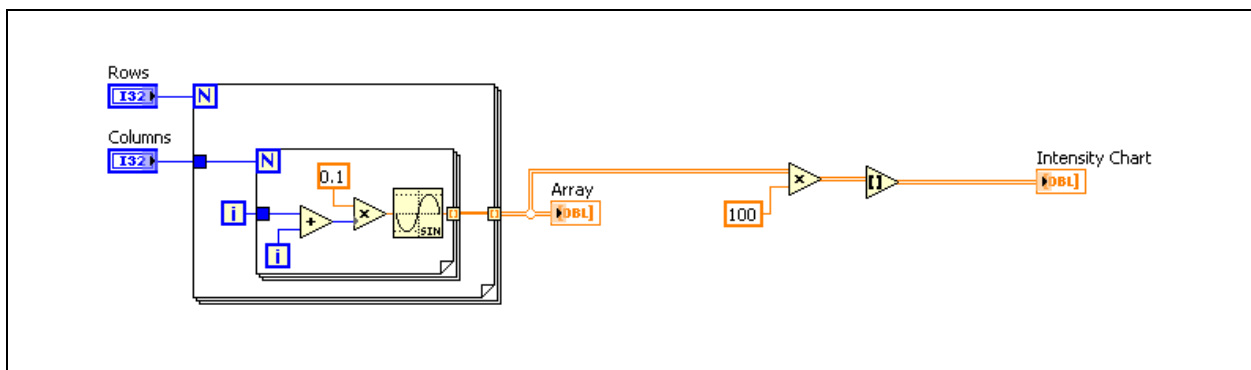 Rows
I32
N
Columns
I32
N
0.1
Intensity Chart
Array
DBL]
×
[]
DBL]
i
+
×
SIN
100
i